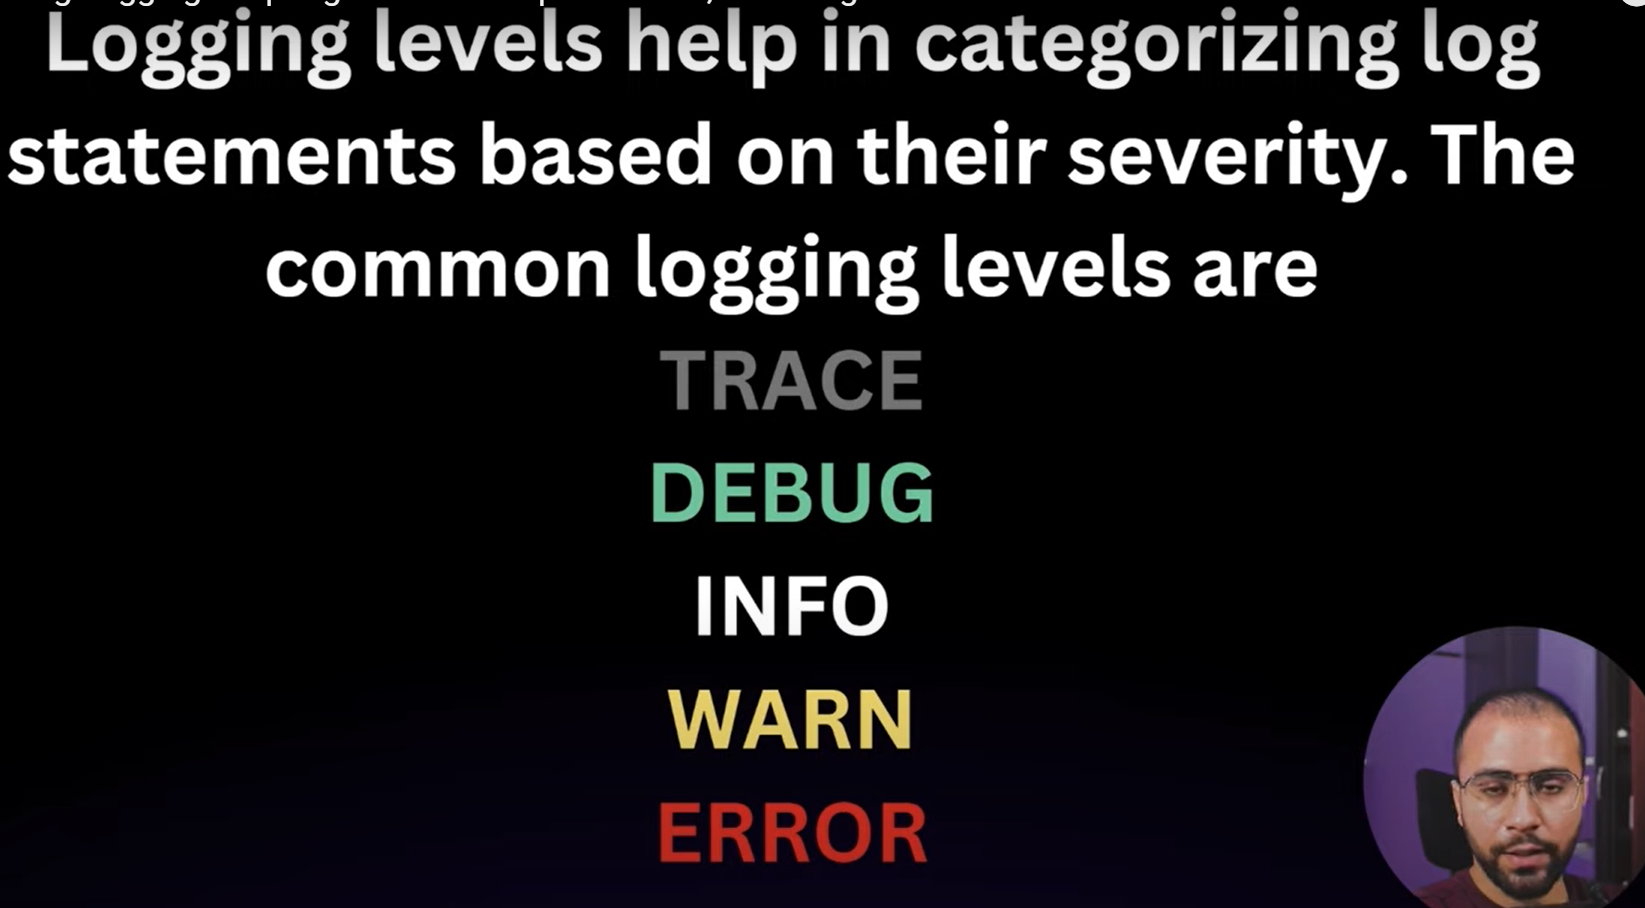 Logging levels help in categorizing log
statements based on their severity. The
common logging levels are
TRACE
DEBUG
INFO
WARN
ERROR